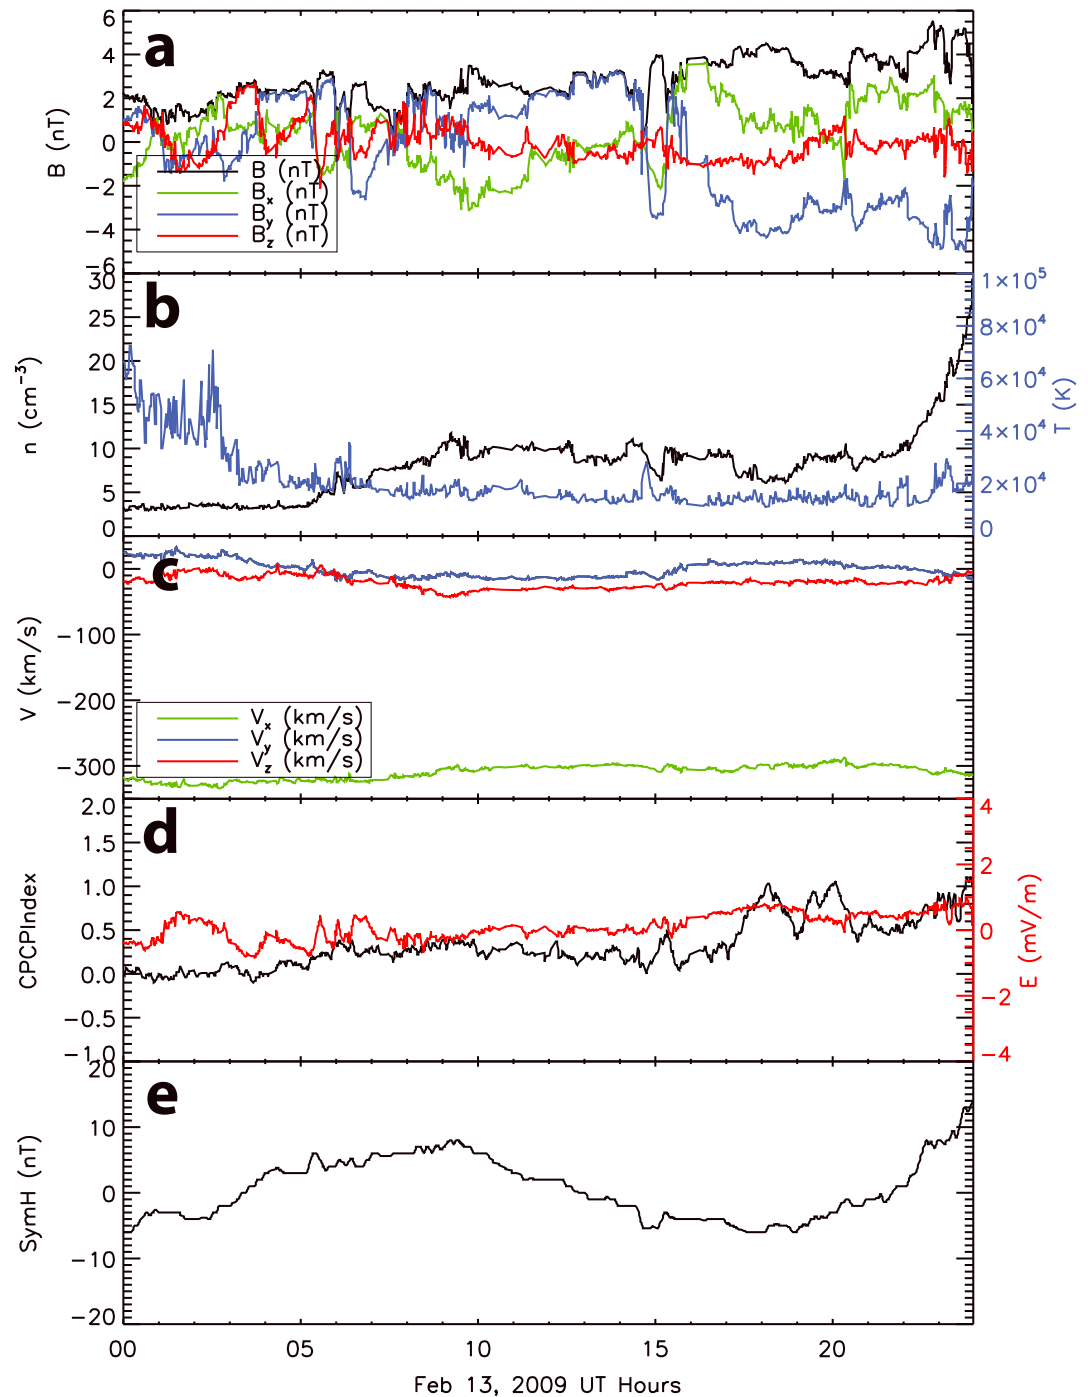 a
6
4
2
0
−2
−4
−6
B (nT)
B (nT)
Bx (nT)
By (nT)
Bz (nT)
b
30
25
20
15
10
5
0
n (cm−3)
1×10⁵
8×10⁴
6×10⁴
4×10⁴
2×10⁴
0
T (K)
c
0
−100
−200
−300
V (km/s)
Vx (km/s)
Vy (km/s)
Vz (km/s)
d
2.0
1.5
1.0
0.5
0.0
−0.5
−1.0
CPCPIndex
4
2
0
−2
−4
E (mV/m)
e
20
10
0
−10
−20
SymH (nT)
00 05 10 15 20
Feb 13, 2009 UT Hours